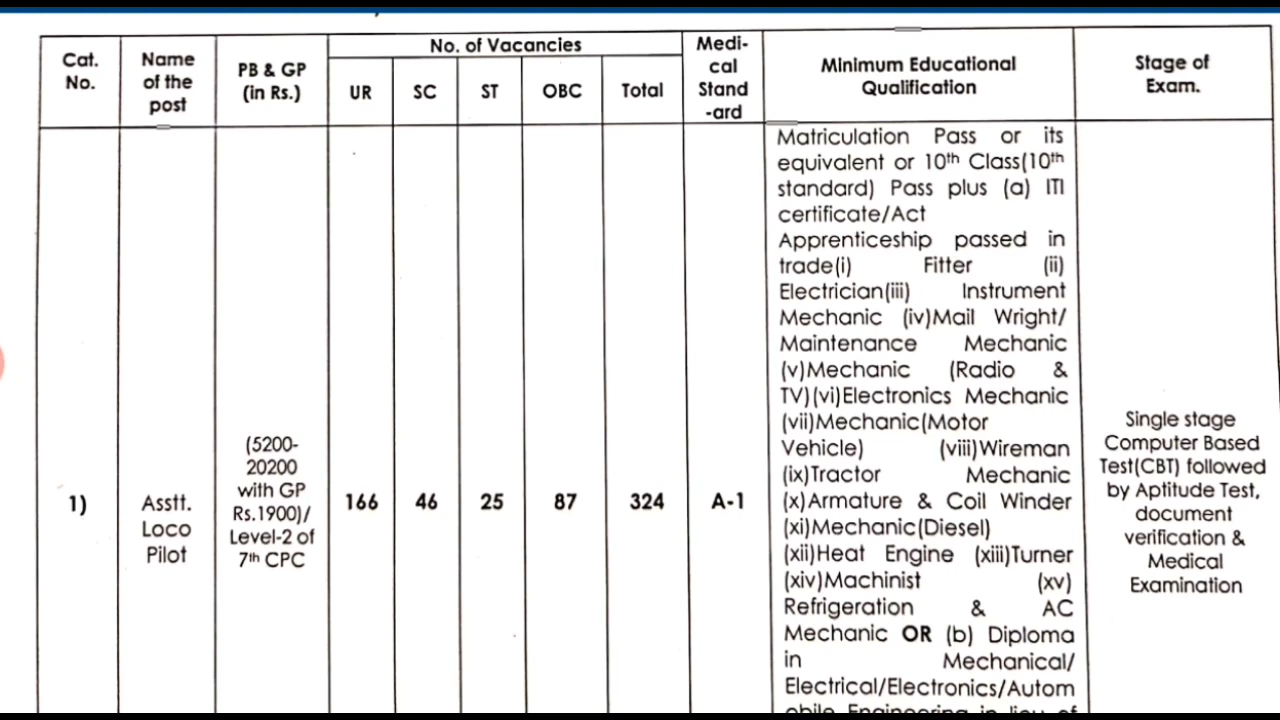 Cat. No.
Name of the post
PB & GP (in Rs.)
No. of Vacancies
UR
SC
ST
OBC
Total
Medi-
cal
Stand
-ard
Minimum Educational
Qualification
Stage of
Exam.
1)
Asstt.
Loco
Pilot
(5200-
20200
with GP
Rs.1900)/
Level-2 of
7th CPC
166
46
25
87
324
A-1
Matriculation Pass or its
equivalent or 10th Class(10th
standard) Pass plus (a) ITI
certificate/Act
Apprenticeship passed in
trade(i) Fitter (ii)
Electrician(iii) Instrument
Mechanic (iv)Mail Wright/
Maintenance Mechanic
(v)Mechanic (Radio &
TV)(vi)Electronics Mechanic
(vii)Mechanic(Motor
Vehicle) (viii)Wireman
(ix)Tractor Mechanic
(x)Armature & Coil Winder
(xi)Mechanic(Diesel)
(xii)Heat Engine (xiii)Turner
(xiv)Machinist (xv)
Refrigeration & AC
Mechanic OR (b) Diploma
in Mechanical/
Electrical/Electronics/Autom
obile Engineering in lieu of
Single stage
Computer Based
Test(CBT) followed
by Aptitude Test,
document
verification &
Medical
Examination